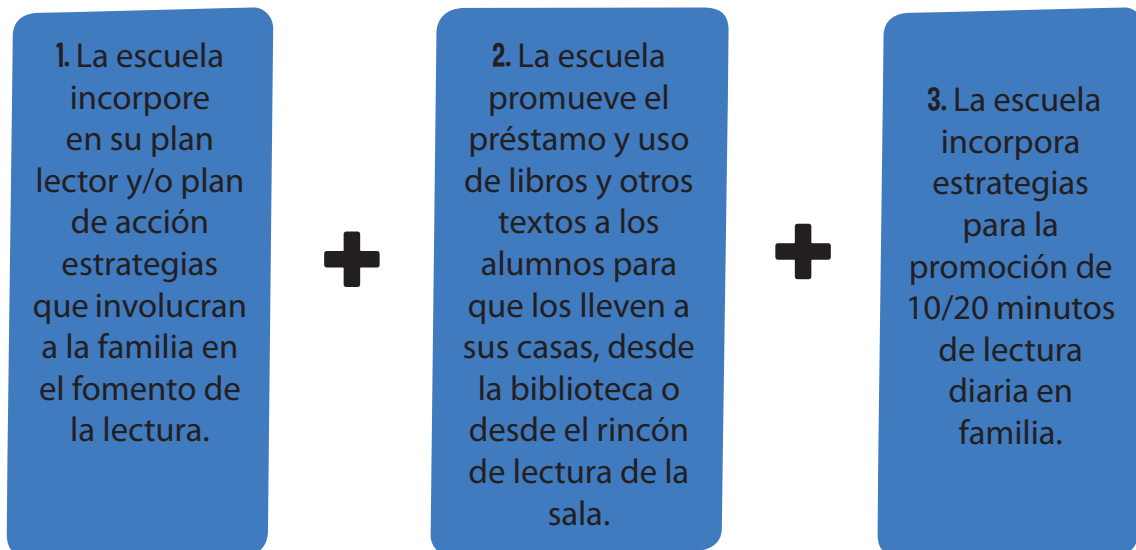 1. La escuela
incorpore
en su plan
lector y/o plan
de acción
estrategias
que involucran
a la familia en
el fomento de
la lectura.
2. La escuela
promueve el
préstamo y uso
de libros y otros
textos a los
alumnos para
que los lleven a
sus casas, desde
la biblioteca o
desde el rincón
de lectura de la
sala.
3. La escuela
incorpora
estrategias
para la
promoción de
10/20 minutos
de lectura
diaria en
familia.